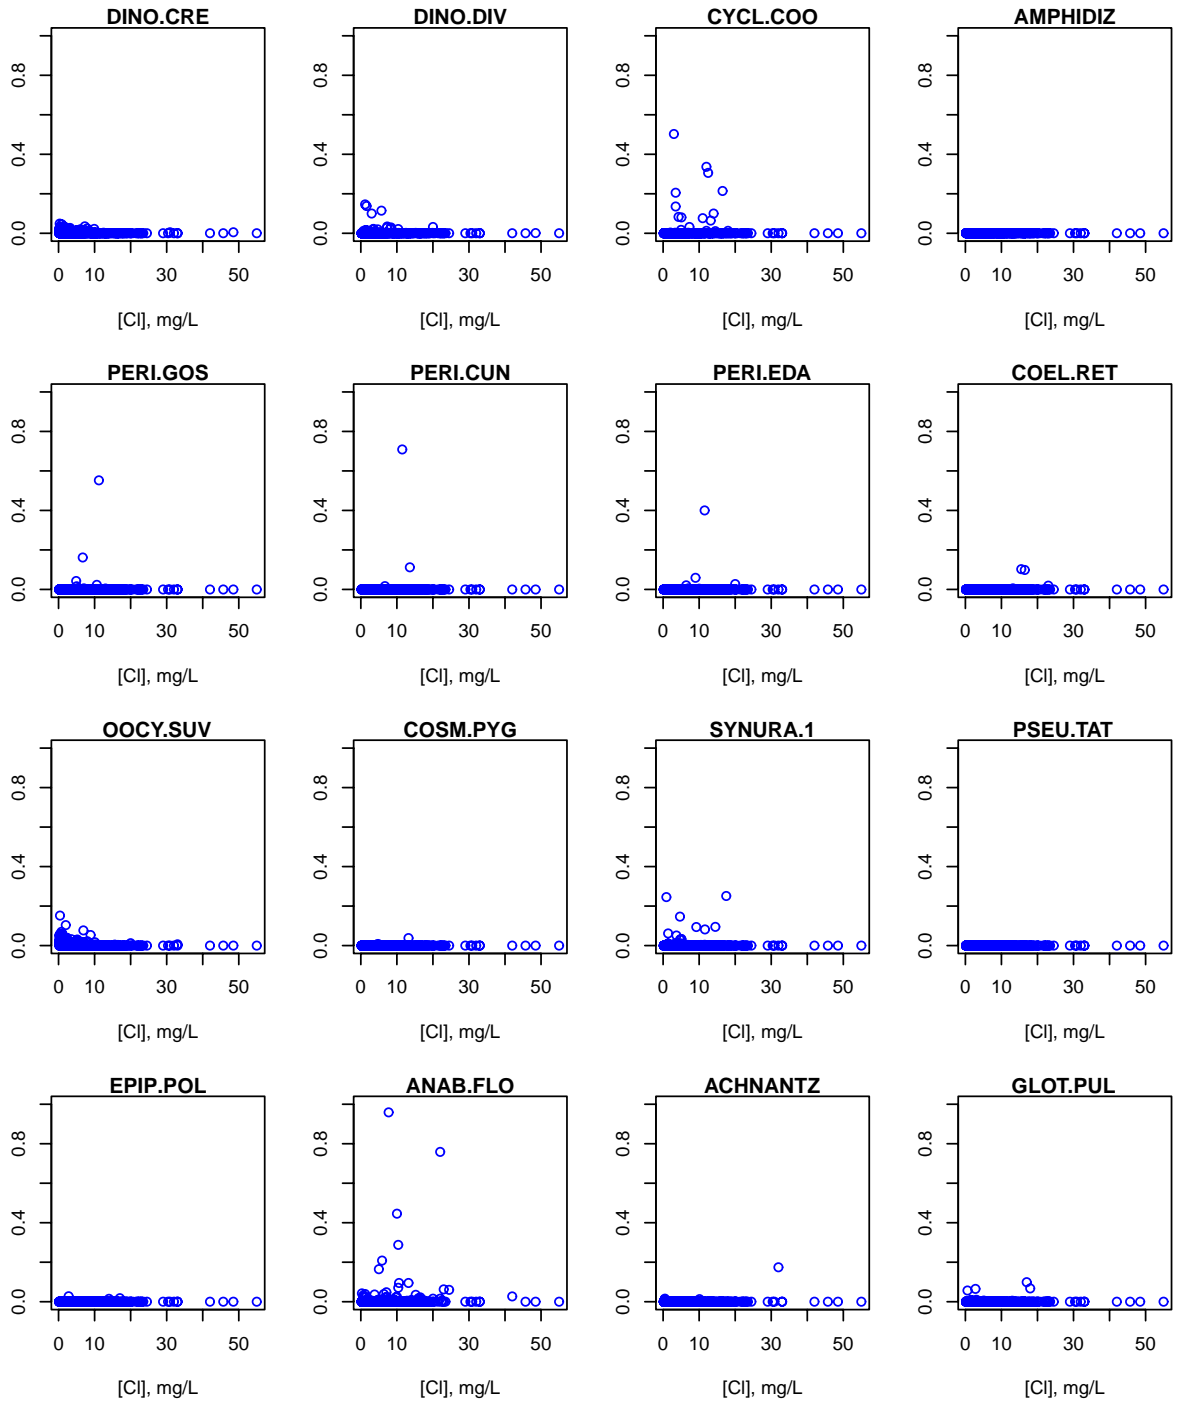 DINO.CRE DINO.DIV CYCL.COO AMPHIDIZ
0.8 0.8 0.8 0.8
0.4 0.4 0.4 0.4
0.0 0.0 0.0 0.0
0 10 30 50 0 10 30 50 0 10 30 50 0 10 30 50
[Cl], mg/L [Cl], mg/L [Cl], mg/L [Cl], mg/L
PERI.GOS PERI.CUN PERI.EDA COEL.RET
0.8 0.8 0.8 0.8
0.4 0.4 0.4 0.4
0.0 0.0 0.0 0.0
0 10 30 50 0 10 30 50 0 10 30 50 0 10 30 50
[Cl], mg/L [Cl], mg/L [Cl], mg/L [Cl], mg/L
OOCY.SUV COSM.PYG SYNURA.1 PSEU.TAT
0.8 0.8 0.8 0.8
0.4 0.4 0.4 0.4
0.0 0.0 0.0 0.0
0 10 30 50 0 10 30 50 0 10 30 50 0 10 30 50
[Cl], mg/L [Cl], mg/L [Cl], mg/L [Cl], mg/L
EPIP.POL ANAB.FLO ACHNANTZ GLOT.PUL
0.8 0.8 0.8 0.8
0.4 0.4 0.4 0.4
0.0 0.0 0.0 0.0
0 10 30 50 0 10 30 50 0 10 30 50 0 10 30 50
[Cl], mg/L [Cl], mg/L [Cl], mg/L [Cl], mg/L